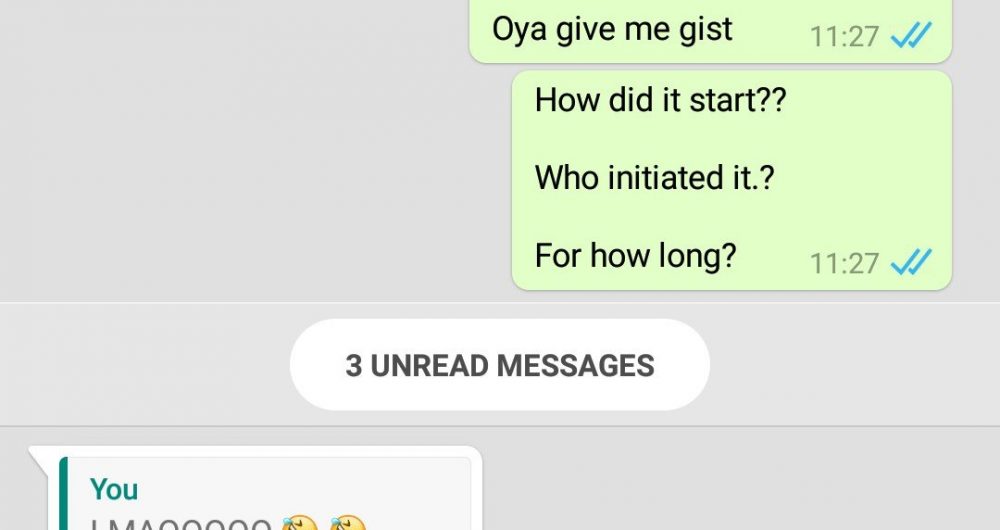 Oya give me gist
11:27
How did it start??
Who initiated it.?
For how long?
11:27
3 UNREAD MESSAGES
You
LMAOOOOO 🤣 🤣